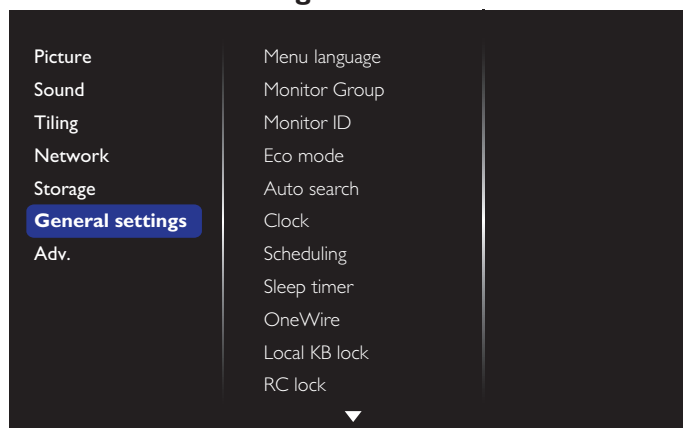 Picture
Sound
Tiling
Network
Storage
General settings
Adv.
Menu language
Monitor Group
Monitor ID
Eco mode
Auto search
Clock
Scheduling
Sleep timer
OneWire
Local KB lock
RC lock